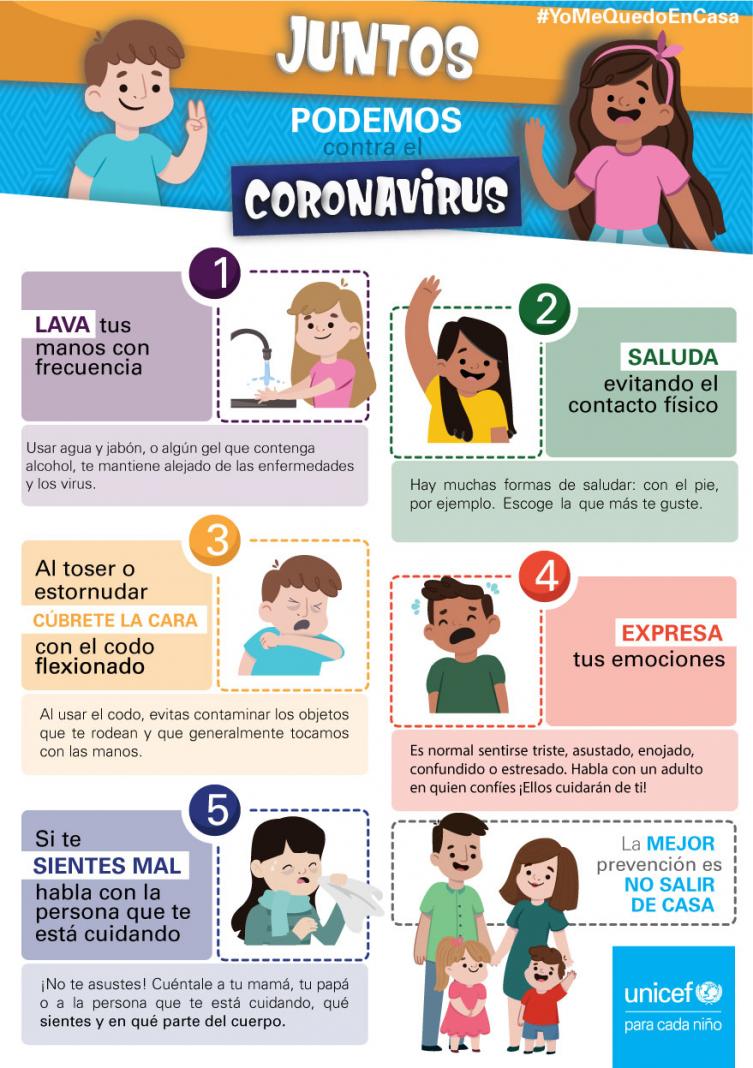 #YoMeQuedoEnCasa
JUNTOS
PODEMOS
contra el
CORONAVIRUS
1
LAVA tus
manos con
frecuencia
Usar agua y jabón, o algún gel que contenga
alcohol, te mantiene alejado de las enfermedades
y los virus.
2
SALUDA
evitando el
contacto físico
Hay muchas formas de saludar: con el pie,
por ejemplo. Escoge la que más te guste.
3
Al toser o
estornudar
CÚBRETE LA CARA
con el codo
flexionado
Al usar el codo, evitas contaminar los objetos
que te rodean y que generalmente tocamos
con las manos.
4
EXPRESA
tus emociones
Es normal sentirse triste, asustado, enojado,
confundido o estresado. Habla con un adulto
en quien confíes ¡Ellos cuidarán de ti!
5
Si te
SIENTES MAL
habla con la
persona que te
está cuidando
¡No te asustes! Cuéntale a tu mamá, tu papá
o a la persona que te está cuidando, qué
sientes y en qué parte del cuerpo.
La MEJOR
prevención es
NO SALIR
DE CASA
unicef
para cada niño